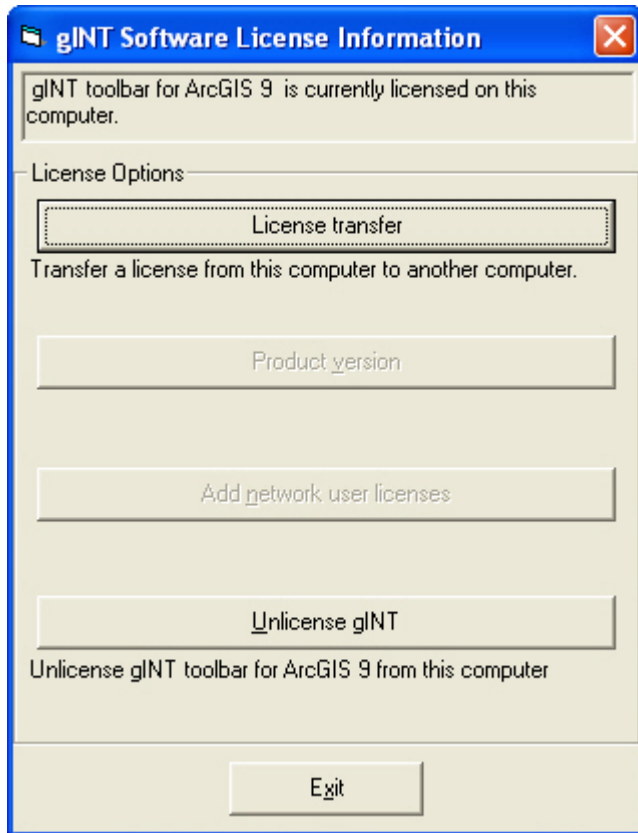 gINT Software License Information
gINT toolbar for ArcGIS 9 is currently licensed on this
computer.
License Options
License transfer
Transfer a license from this computer to another computer.
Product version
Add network user licenses
Unlicense gINT
Unlicense gINT toolbar for ArcGIS 9 from this computer
Exit